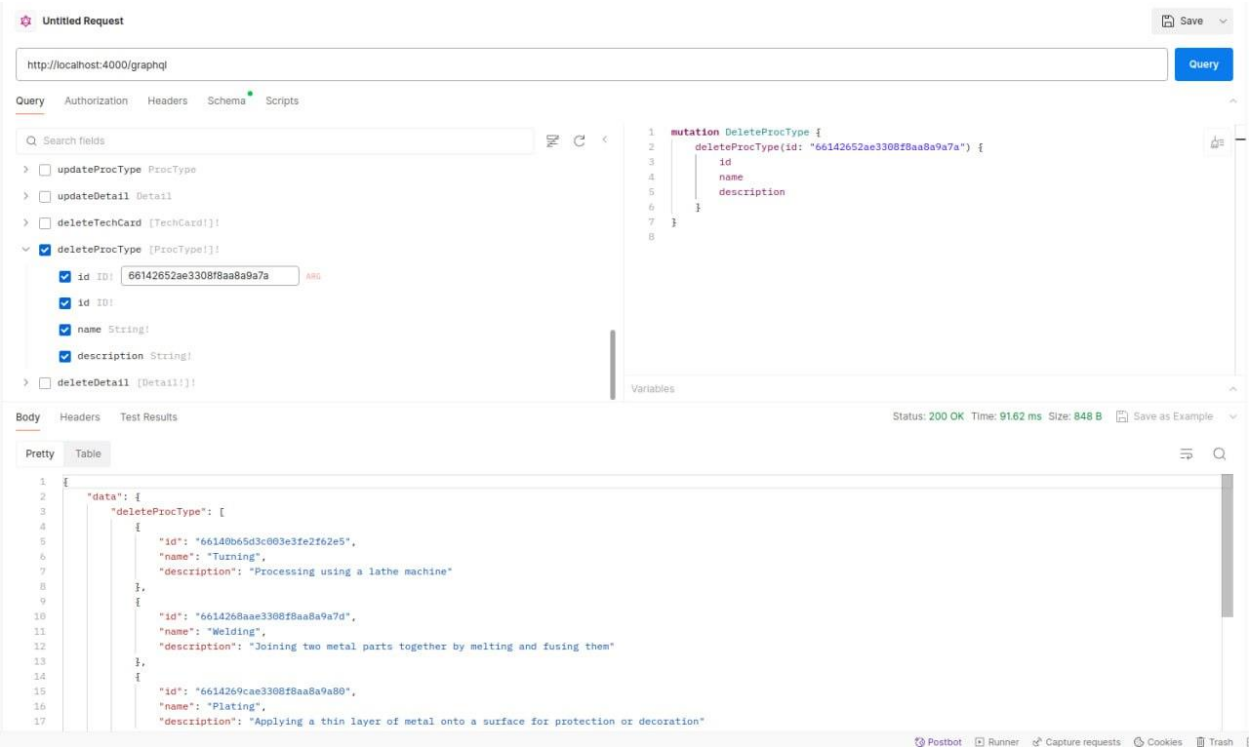 Untitled Request
Save
http://localhost:4000/graphql
Query
Query Authorization Headers Schema Scripts
Search fields
updateProcType ProcType
updateDetail Detail
deleteTechCard [TechCard!]!
deleteProcType [ProcType!]!
id ID! 66142652ae3308f8aa8a9a7a ARG
id ID!
name String!
description String!
deleteDetail [Detail!]!
1 mutation DeleteProcType {
2 deleteProcType(id: "66142652ae3308f8aa8a9a7a") {
3 id
4 name
5 description
6 }
7 }
8
Variables
Body Headers Test Results
Status: 200 OK Time: 91.62 ms Size: 848 B Save as Example
Pretty Table
1 {
2 "data": {
3 "deleteProcType": [
4 {
5 "id": "66140b65d3c003e3fe2f62e5",
6 "name": "Turning",
7 "description": "Processing using a lathe machine"
8 },
9 {
10 "id": "6614268aae3308f8aa8a9a7d",
11 "name": "Welding",
12 "description": "Joining two metal parts together by melting and fusing them"
13 },
14 {
15 "id": "6614269cae3308f8aa8a9a80",
16 "name": "Plating",
17 "description": "Applying a thin layer of metal onto a surface for protection or decoration"
Postbot Runner Capture requests Cookies Trash